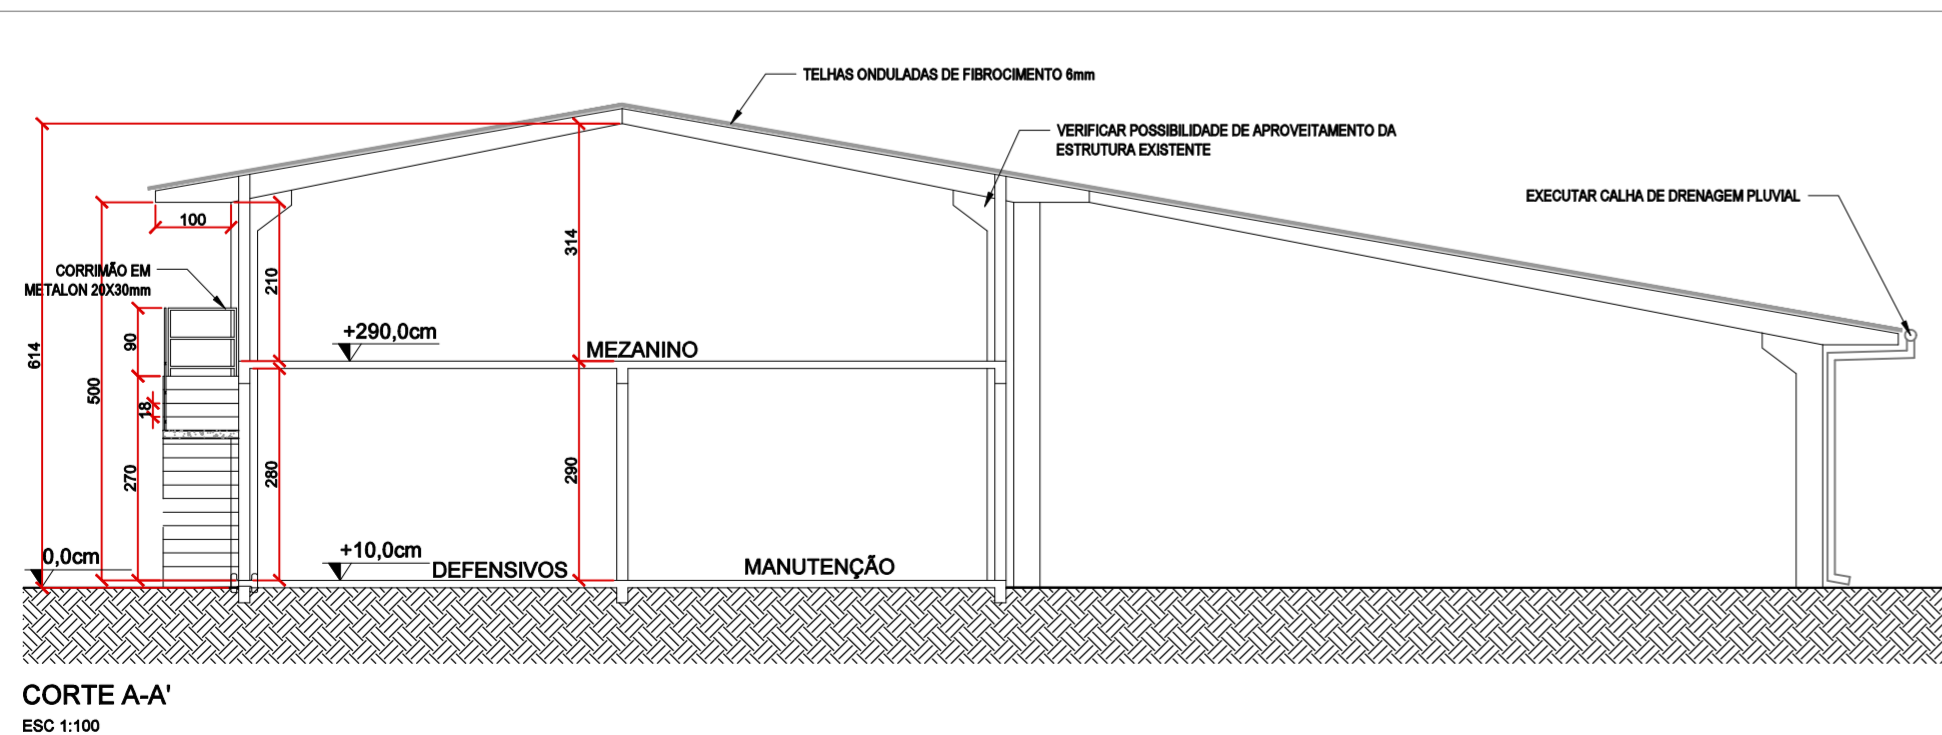 TELHAS ONDULADAS DE FIBROCIMENTO 6mm
VERIFICAR POSSIBILIDADE DE APROVEITAMENTO DA
ESTRUTURA EXISTENTE
EXECUTAR CALHA DE DRENAGEM PLUVIAL
100
314
CORRIMÃO EM
METALON 20X30mm
210
+290,0cm
90
614
MEZANINO
500
18
270
280
290
0,0cm
+10,0cm
DEFENSIVOS
MANUTENÇÃO
CORTE A-A'
ESC 1:100